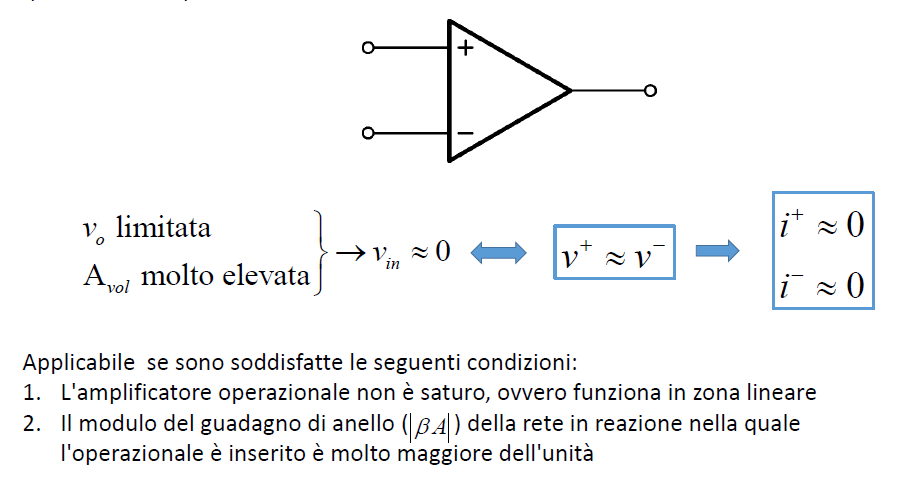 +
−
v_o limitata
A_vol molto elevata
→ v_in ≈ 0
v⁺ ≈ v⁻
i⁺ ≈ 0
i⁻ ≈ 0
Applicabile se sono soddisfatte le seguenti condizioni:
1. L'amplificatore operazionale non è saturo, ovvero funziona in zona lineare
2. Il modulo del guadagno di anello (|βA|) della rete in reazione nella quale
l'operazionale è inserito è molto maggiore dell'unità